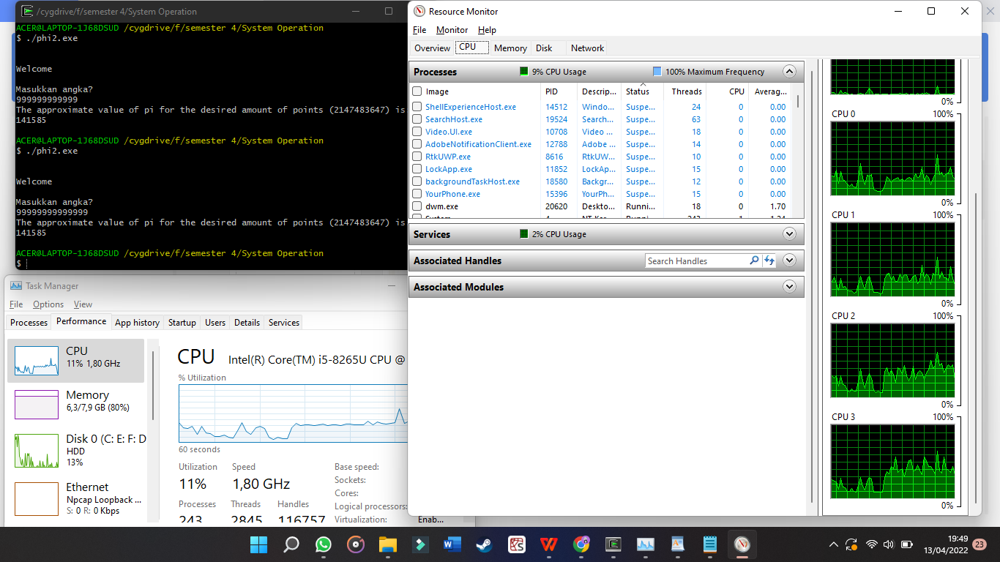 /cygdrive/f/semester 4/System Operation
ACER@LAPTOP-1J68DSUD /cygdrive/f/semester 4/System Operation
$ ./phi2.exe
Welcome
Masukkan angka?
999999999999
The approximate value of pi for the desired amount of points (2147483647) is
141585
ACER@LAPTOP-1J68DSUD /cygdrive/f/semester 4/System Operation
$ ./phi2.exe
Welcome
Masukkan angka?
99999999999999
The approximate value of pi for the desired amount of points (2147483647) is
141585
ACER@LAPTOP-1J68DSUD /cygdrive/f/semester 4/System Operation
$
Resource Monitor
File Monitor Help
Overview CPU Memory Disk Network
Processes 9% CPU Usage 100% Maximum Frequency
Image PID Descrip... Status Threads CPU Averag...
ShellExperienceHost.exe 14512 Windo... Suspe... 24 0 0.00
SearchHost.exe 19524 Search... Suspe... 63 0 0.00
Video.UI.exe 10708 Video ... Suspe... 18 0 0.00
AdobeNotificationClient.exe 12788 Adobe ... Suspe... 14 0 0.00
RtkUWP.exe 8616 RtkUW... Suspe... 10 0 0.00
LockApp.exe 11852 LockAp... Suspe... 15 0 0.00
backgroundTaskHost.exe 18580 Backgr... Suspe... 12 0 0.00
YourPhone.exe 15396 YourPh... Suspe... 15 0 0.00
dwm.exe 20620 Deskto... Runni... 18 0 1.70
Services 2% CPU Usage
Associated Handles Search Handles
Associated Modules
0%
CPU 0 100%
0%
CPU 1 100%
0%
CPU 2 100%
0%
CPU 3 100%
0%
Task Manager
File Options View
Processes Performance App history Startup Users Details Services
CPU
11% 1,80 GHz
Memory
6,3/7,9 GB (80%)
Disk 0 (C: E: F: D
HDD
13%
Ethernet
Npcap Loopback ...
S: 0 R: 0 Kbps
CPU Intel(R) Core(TM) i5-8265U CPU @
% Utilization
60 seconds
Utilization Speed
11% 1,80 GHz
Processes Threads Handles
243 2845 116757
Base speed:
Sockets:
Cores:
Logical processors:
Virtualization: Enab...
19:49
13/04/2022
23